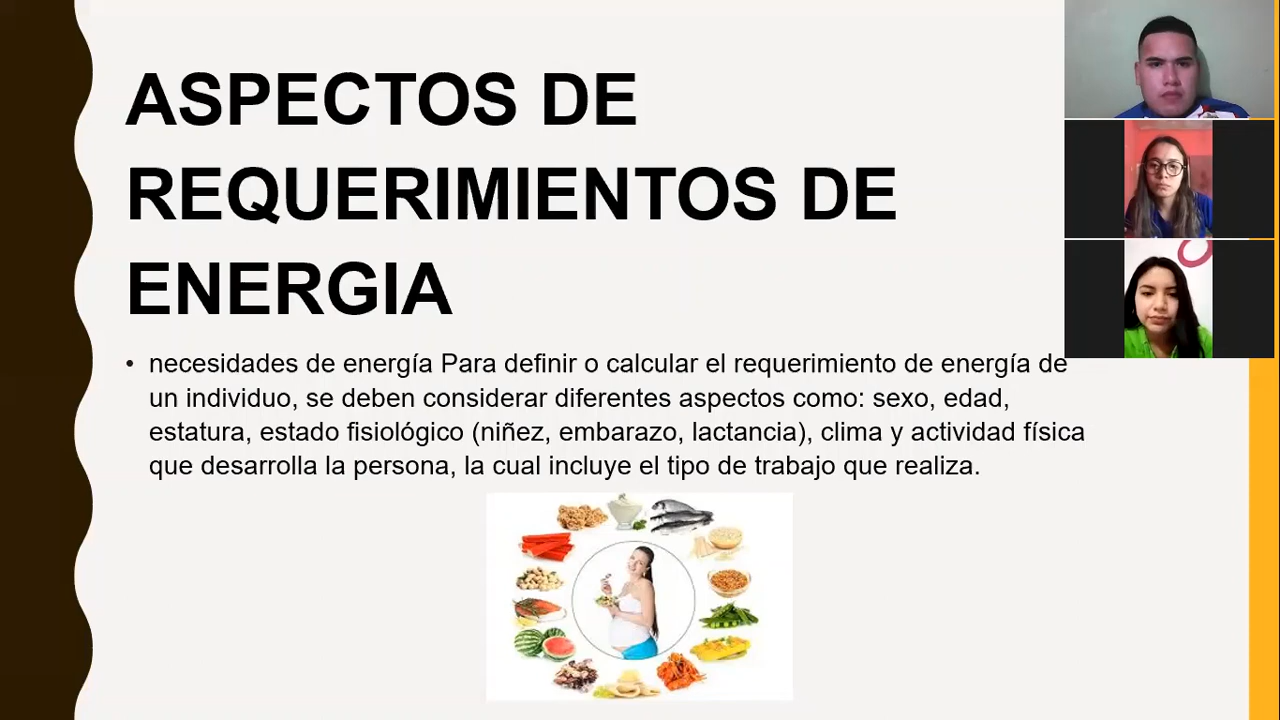 ASPECTOS DE
REQUERIMIENTOS DE
ENERGIA
• necesidades de energía Para definir o calcular el requerimiento de energía de
un individuo, se deben considerar diferentes aspectos como: sexo, edad,
estatura, estado fisiológico (niñez, embarazo, lactancia), clima y actividad física
que desarrolla la persona, la cual incluye el tipo de trabajo que realiza.